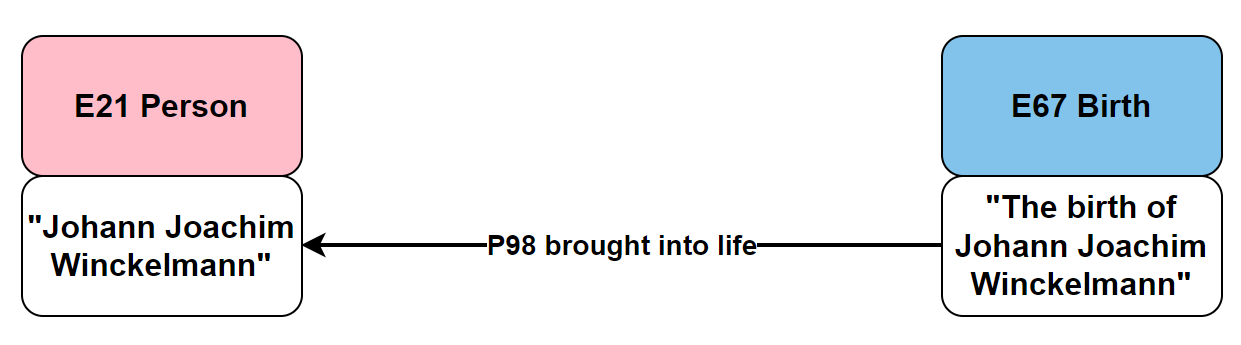 E21 Person
E67 Birth
"Johann Joachim
Winckelmann"
P98 brought into life
"The birth of
Johann Joachim
Winckelmann"